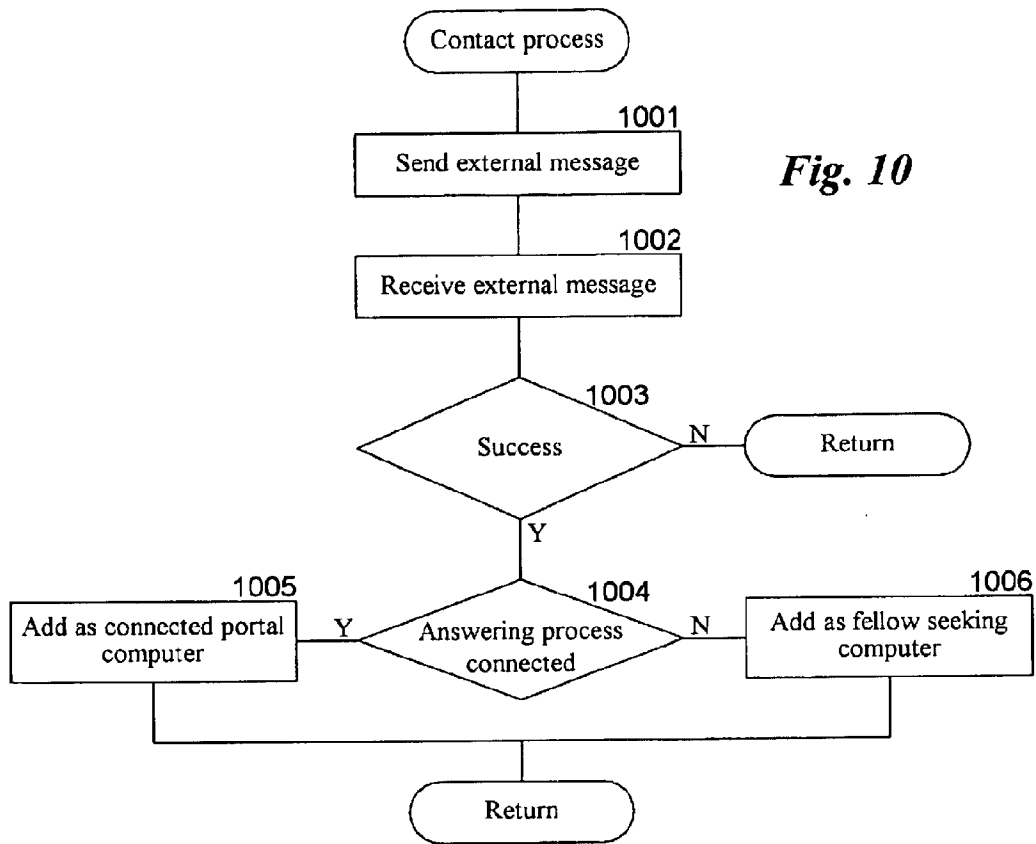 Contact process
1001
Send external message
Fig. 10
1002
Receive external message
1003
Success
N
Return
Y
1005
Add as connected portal
computer
Y
1004
Answering process
connected
N
1006
Add as fellow seeking
computer
Return